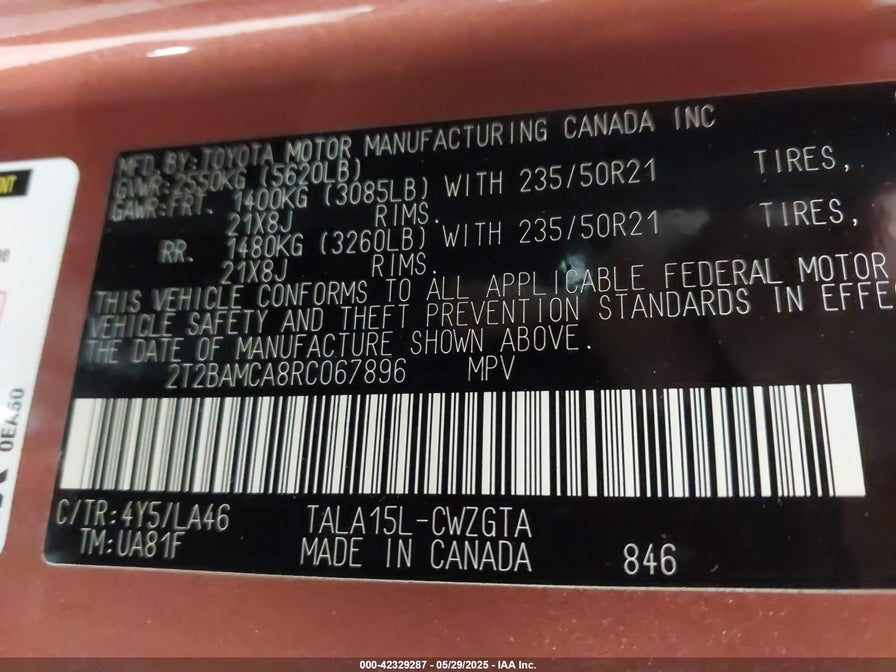 MFD. BY: TOYOTA MOTOR MANUFACTURING CANADA INC
GVWR: 2550KG (5620LB)
GAWR: FRT. 1400KG (3085LB) WITH 235/50R21 TIRES,
21X8J RIMS.
RR. 1480KG (3260LB) WITH 235/50R21 TIRES,
21X8J RIMS.
THIS VEHICLE CONFORMS TO ALL APPLICABLE FEDERAL MOTOR
VEHICLE SAFETY AND THEFT PREVENTION STANDARDS IN EFFE
THE DATE OF MANUFACTURE SHOWN ABOVE.
2T2BAMCA8RC067896 MPV
C/TR: 4Y5/LA46 TALA15L-CWZGTA
TM: UA81F MADE IN CANADA 846
0EA60
000-42329287 - 05/29/2025 - IAA Inc.